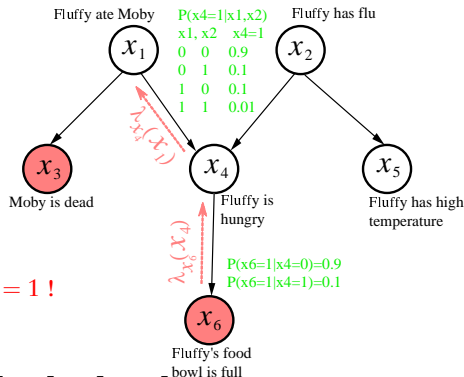 Fluffy ate Moby
P(x4=1|x1,x2)
x1, x2 x4=1
0 0 0.9
0 1 0.1
1 0 0.1
1 1 0.01
Fluffy has flu
x₁
x₂
λx₄(x₁)
x₃
x₄
x₅
Moby is dead
Fluffy is
hungry
Fluffy has high
temperature
λx₆(x₄)
P(x6=1|x4=0)=0.9
P(x6=1|x4=1)=0.1
= 1 !
x₆
Fluffy's food
bowl is full